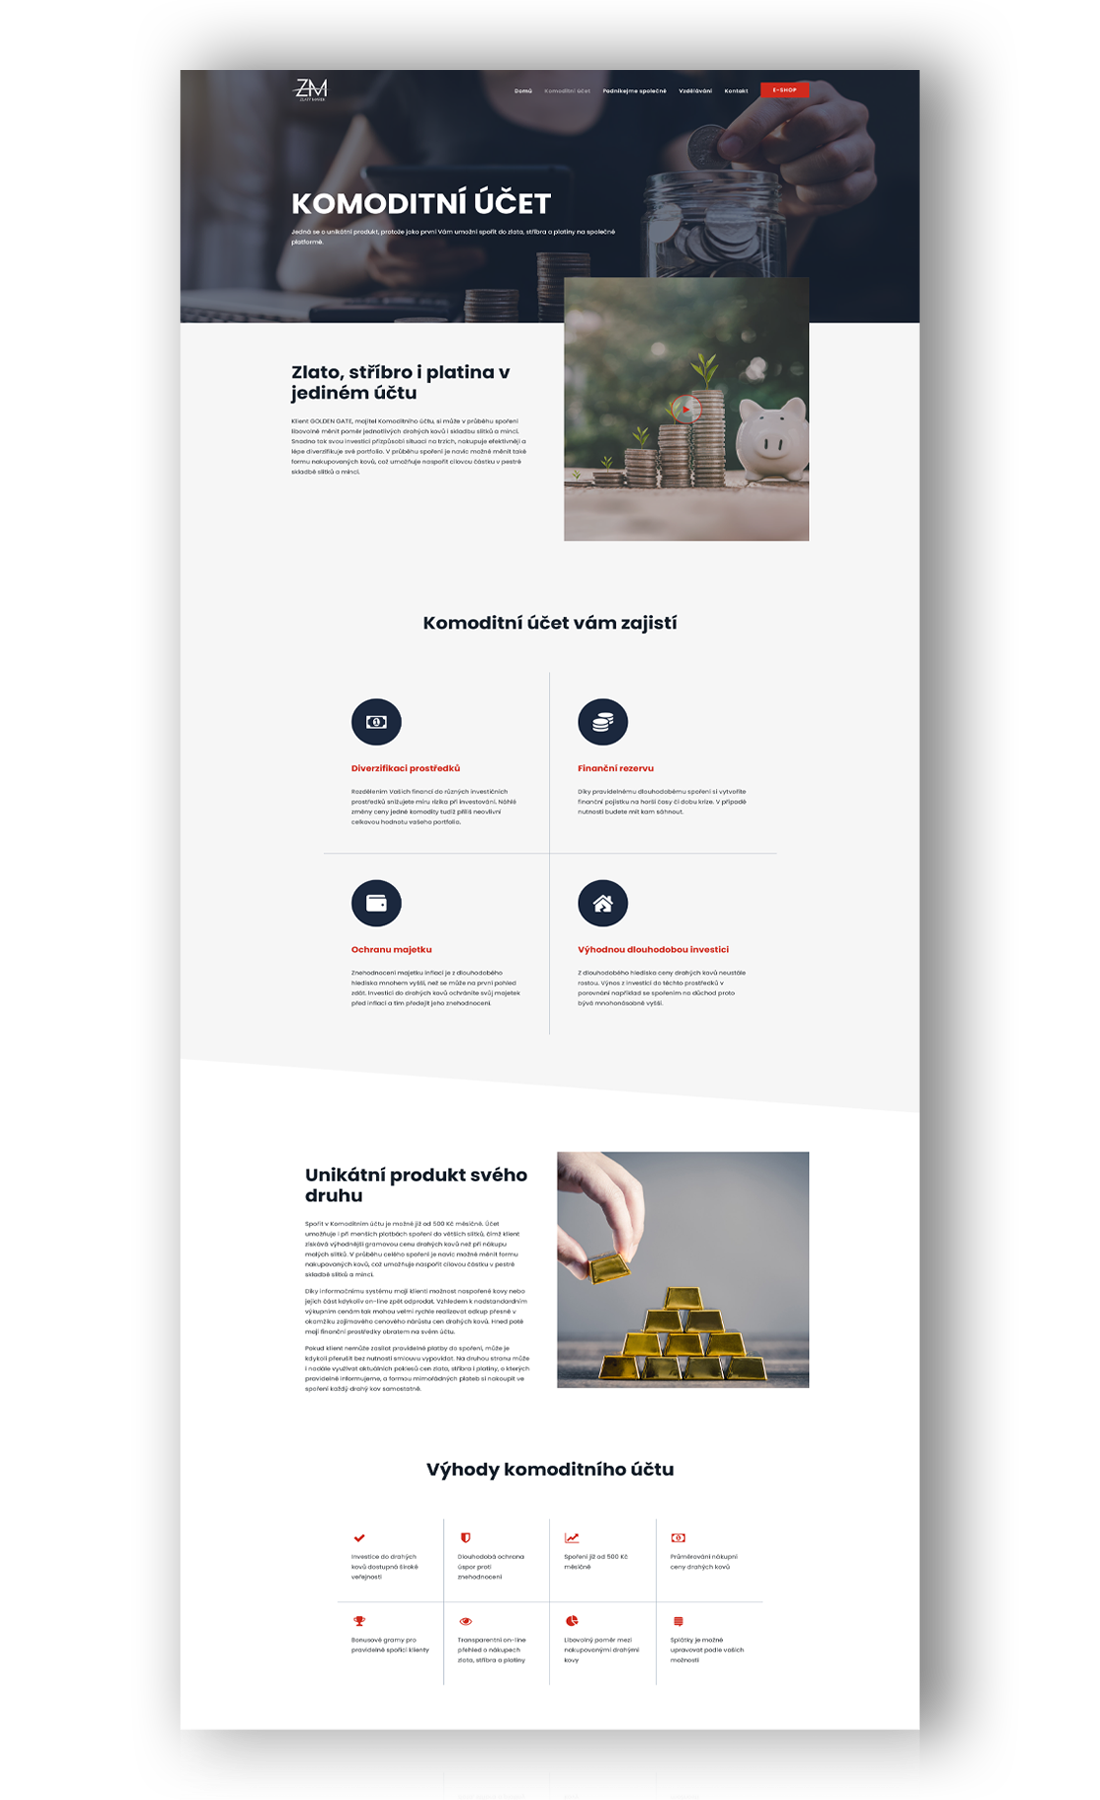 ZM
Domů Komoditní účet Podnikejme společně Vzdělávání Kontakt E-SHOP
KOMODITNÍ ÚČET
Jedná se o unikátní produkt, protože jako první Vám umožní spořit do zlata, stříbra a platiny na společné
platformě.
Zlato, stříbro i platina v
jediném účtu
Klient GOLDEN GATE, majitel Komoditního účtu, si může v průběhu spoření
libovolně měnit poměr jednotlivých drahých kovů i skladbu slitků a mincí.
Snadno tak svou investici přizpůsobí situaci na trzích, nakupuje efektivněji a
lépe diverzifikuje své portfolio. V průběhu spoření je navíc možné měnit také
formu nakupovaných kovů, což umožňuje naspořit cílovou částku v pestré
skladbě slitků a mincí.
Komoditní účet vám zajistí
Diverzifikaci prostředků
Rozdělením Vašich financí do různých investičních
prostředků snižujete míru rizika při investování. Náhlé
změny ceny jedné komodity tudíž příliš neovlivní
celkovou hodnotu vašeho portfolia.
Finanční rezervu
Díky pravidelnému dlouhodobému spoření si vytvoříte
finanční pojistku na horší časy či dobu krize. V případě
nutnosti budete mít kam sáhnout.
Ochranu majetku
Znehodnocení majetku inflací je z dlouhodobého
hlediska mnohem vyšší, než se může na první pohled
zdát. Investicí do drahých kovů ochráníte svůj majetek
před inflací a tím předejít jeho znehodnocení.
Výhodnou dlouhodobou investici
Z dlouhodobého hlediska ceny drahých kovů neustále
rostou. Výnos z investic do těchto prostředků v
porovnání například se spořením na důchod proto
bývá mnohonásobně vyšší.
Unikátní produkt svého
druhu
Spořit v Komoditním účtu je možné již od 500 Kč měsíčně. Účet
umožňuje i při menších platbách spoření do větších slitků, čímž klient
získává výhodnější gramovou cenu drahých kovů než při nákupu
malých slitků. V průběhu celého spoření je navíc možné měnit formu
nakupovaných kovů, což umožňuje naspořit cílovou částku v pestré
skladbě slitků a mincí.
Díky informačnímu systému mají klienti možnost naspořené kovy nebo
jejich část kdykoliv on-line zpět odprodat. Vzhledem k nadstandardním
výkupním cenám tak mohou velmi rychle realizovat odkup přesně v
okamžiku zajímavého cenového nárůstu cen drahých kovů. Hned poté
mají finanční prostředky obratem na svém účtu.
Pokud klient nemůže zasílat pravidelné platby do spoření, může je
kdykoli přerušit bez nutnosti smlouvu vypovídat. Na druhou stranu může
i nadále využívat aktuálních poklesů cen zlata, stříbra i platiny, o kterých
pravidelně informujeme, a formou mimořádných plateb si nakoupit ve
spoření každý drahý kov samostatně.
Výhody komoditního účtu
Investice do drahých
kovů dostupná široké
veřejnosti
Dlouhodobá ochrana
úspor proti
znehodnocení
Spoření již od 500 Kč
měsíčně
Průměrování nákupní
ceny drahých kovů
Bonusové gramy pro
pravidelně spořící klienty
Transparentní on-line
přehled o nákupech
zlata, stříbra a platiny
Libovolný poměr mezi
nakupovanými drahými
kovy
Splátky je možné
upravovat podle vašich
možností